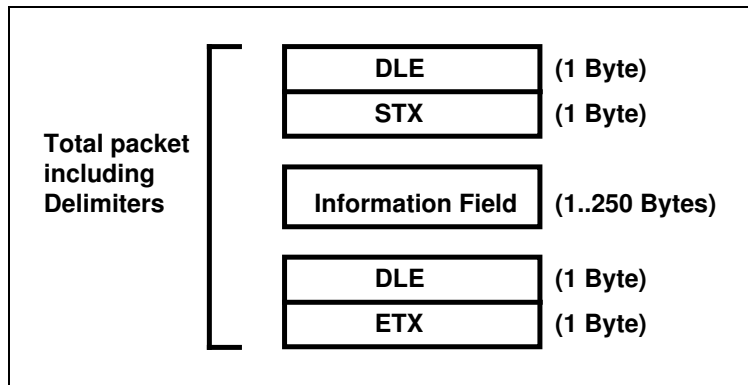 DLE (1 Byte)
STX (1 Byte)
Total packet
including
Delimiters
Information Field (1..250 Bytes)
DLE (1 Byte)
ETX (1 Byte)